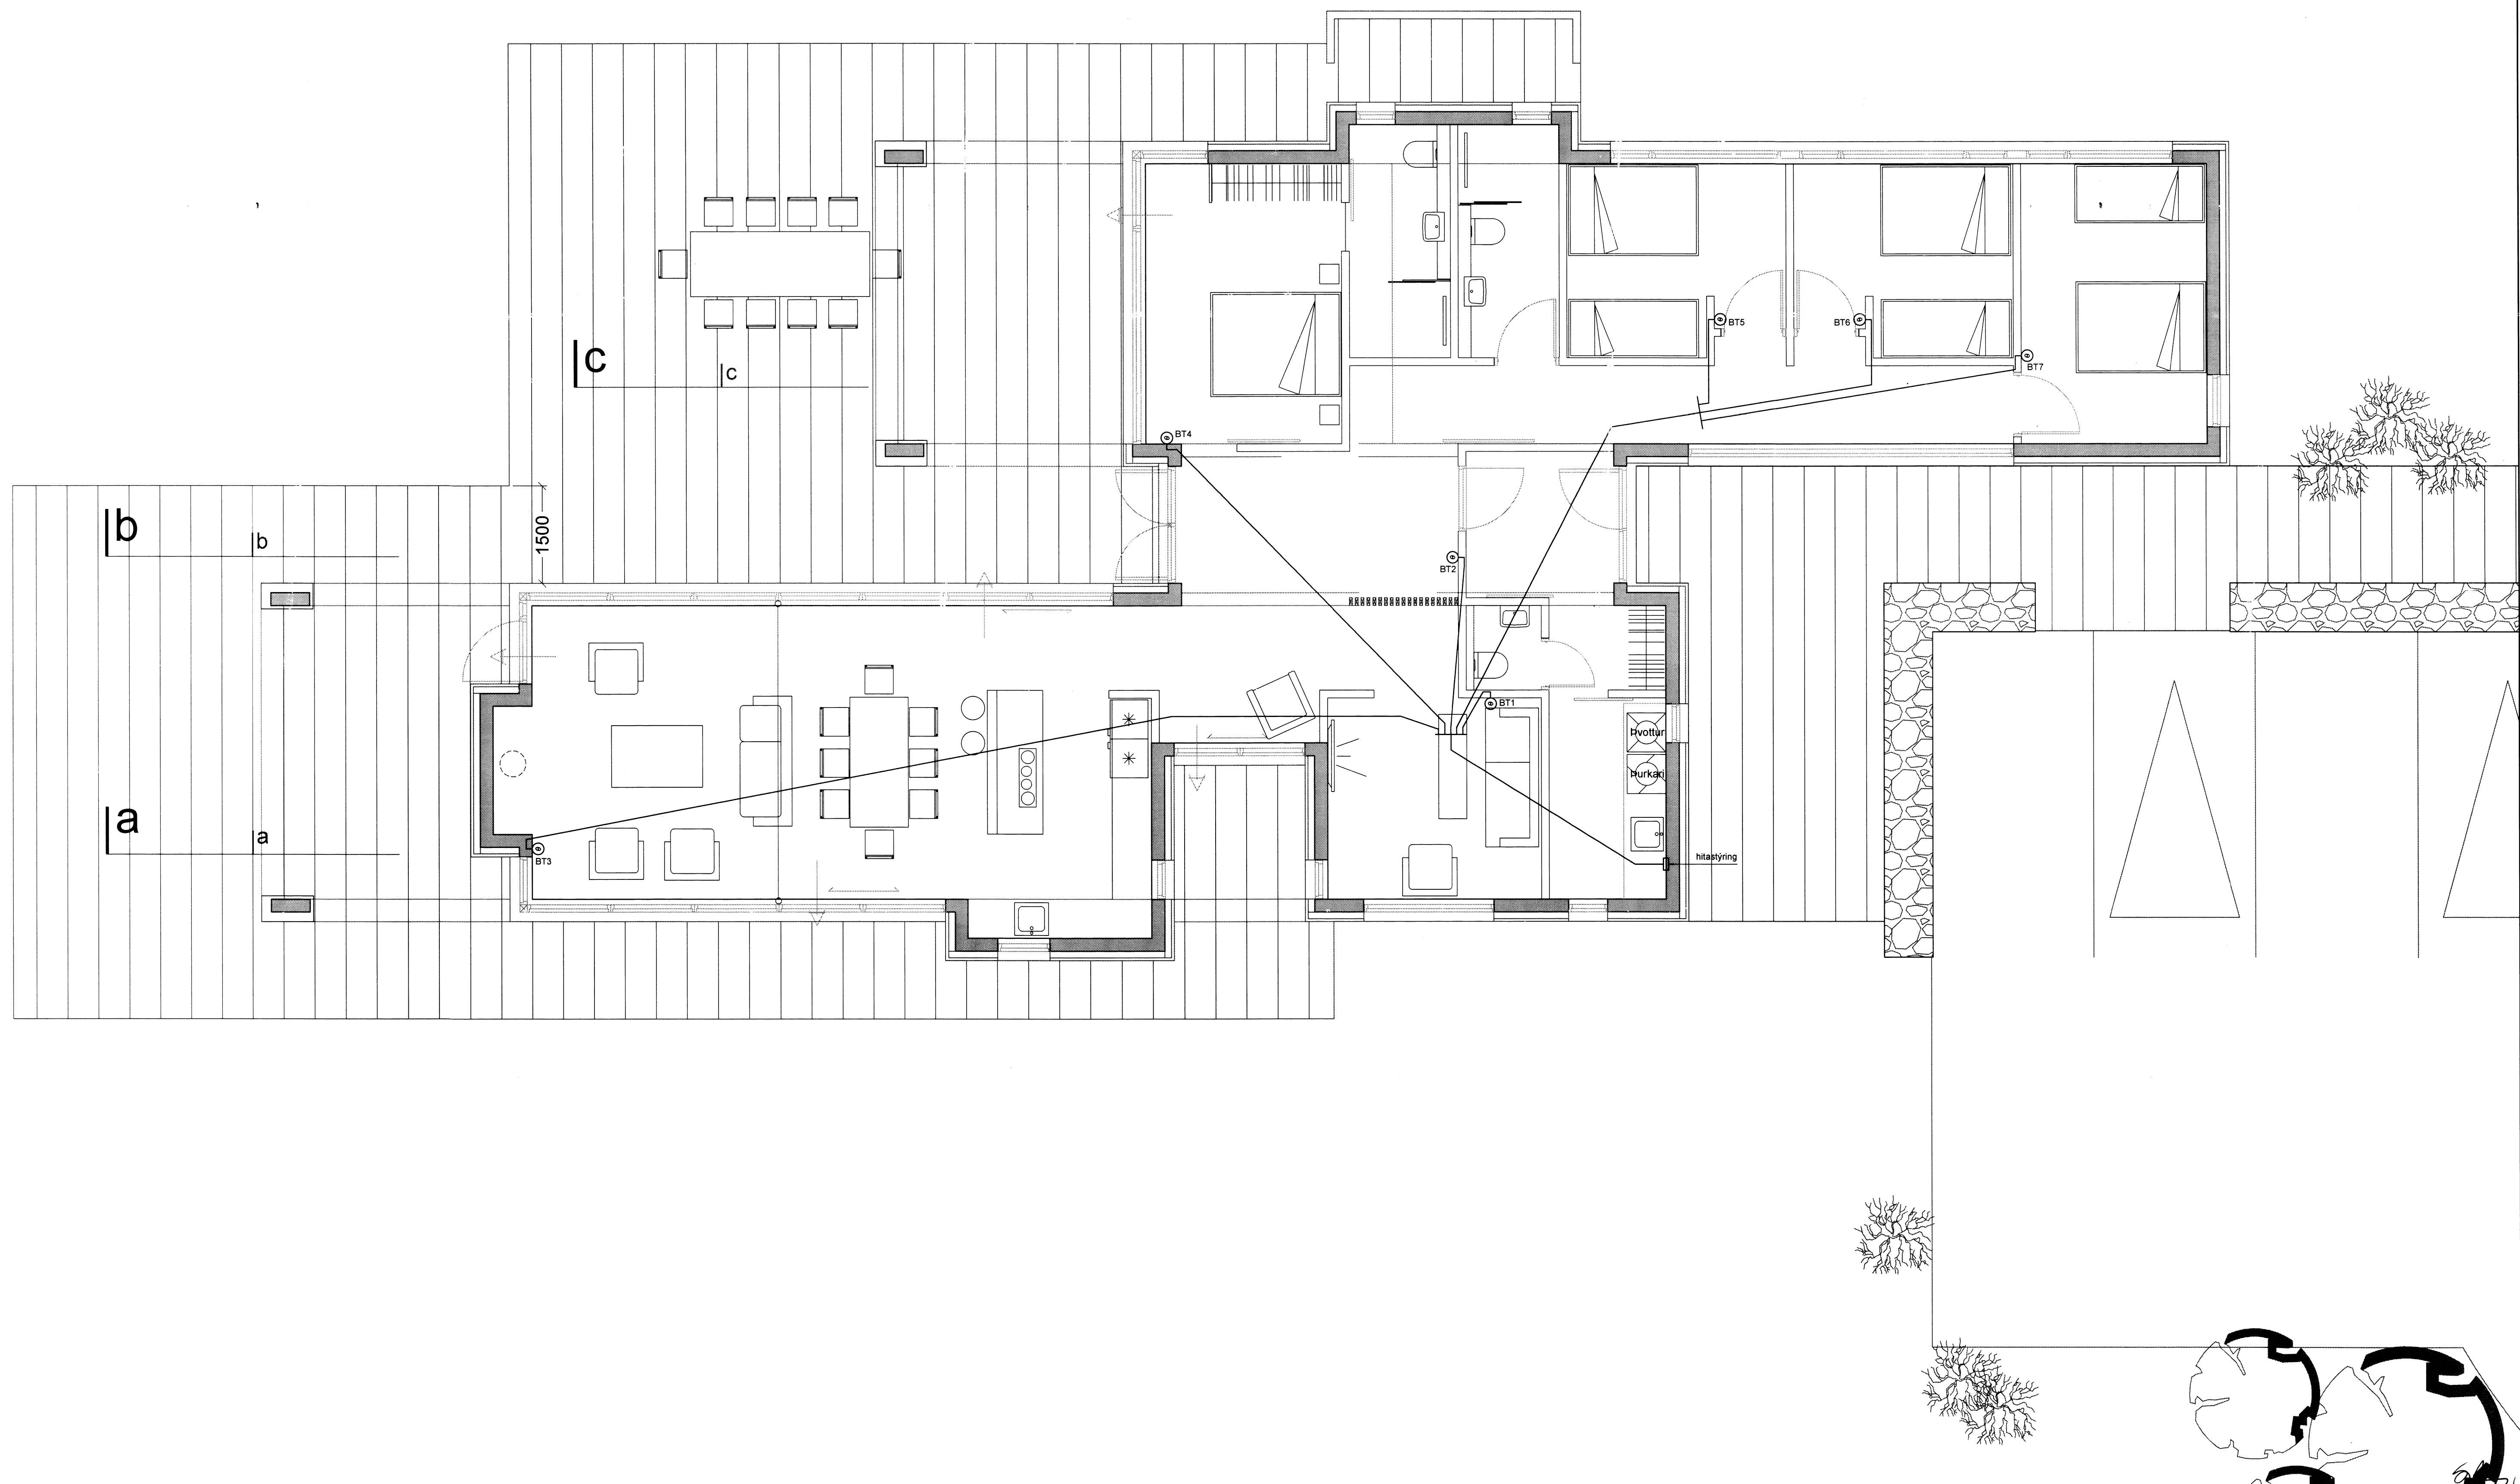 BT5
BT6
BT7
c
c
BT4
b
b
1500
BT2
BT1
Þvottur
Þurkari
a
a
BT3
hitastýring